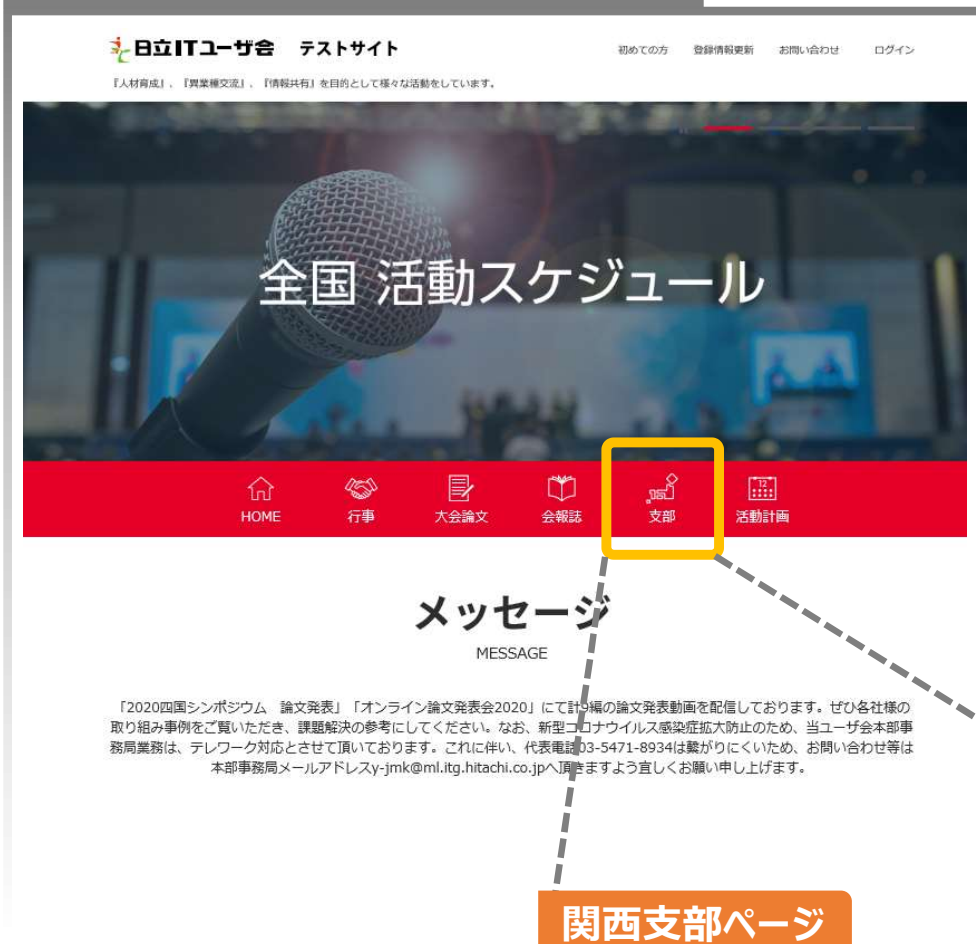 日立ITユーザ会 テストサイト
初めての方 登録情報更新 お問い合わせ ログイン
『人材育成』、『異業種交流』、『情報共有』を目的として様々な活動をしています。
全国 活動スケジュール
12
HOME 行事 大会論文 会報誌 支部 活動計画
メッセージ
MESSAGE
「2020四国シンポジウム 論文発表」「オンライン論文発表会2020」にて計9編の論文発表動画を配信しております。ぜひ各社様の
取り組み事例をご覧いただき、課題解決の参考にしてください。なお、新型コロナウイルス感染症拡大防止のため、当ユーザ会本部事
務局業務は、テレワーク対応とさせて頂いております。これに伴い、代表電話03-5471-8934は繋がりにくいため、お問い合わせ等は
本部事務局メールアドレスy-jmk@ml.itg.hitachi.co.jpへ頂きますよう宜しくお願い申し上げます。
関西支部ページ